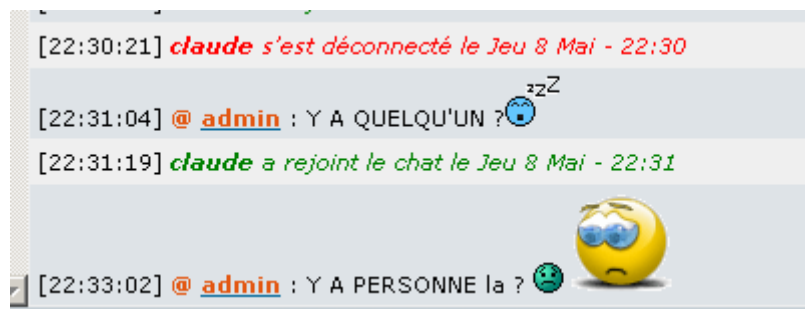 [22:30:21] claude s'est déconnecté le Jeu 8 Mai - 22:30
[22:31:04] @ admin : Y A QUELQU'UN ? zzZ
[22:31:19] claude a rejoint le chat le Jeu 8 Mai - 22:31
[22:33:02] @ admin : Y A PERSONNE la ?